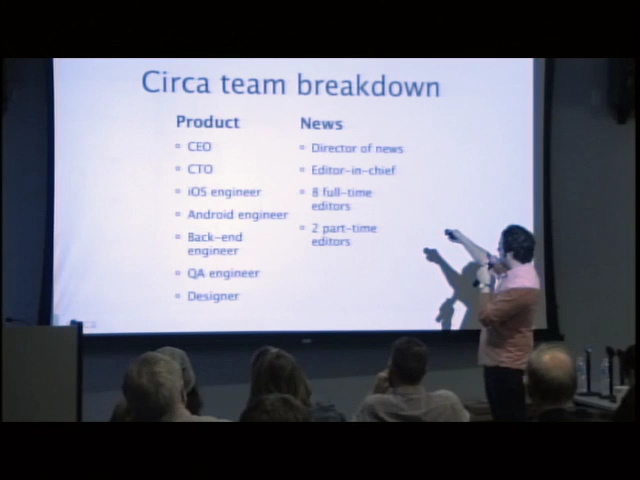 Circa team breakdown
Product
CEO
CTO
iOS engineer
Android engineer
Back-end
engineer
QA engineer
Designer
News
Director of news
Editor-in-chief
8 full-time
editors
2 part-time
editors